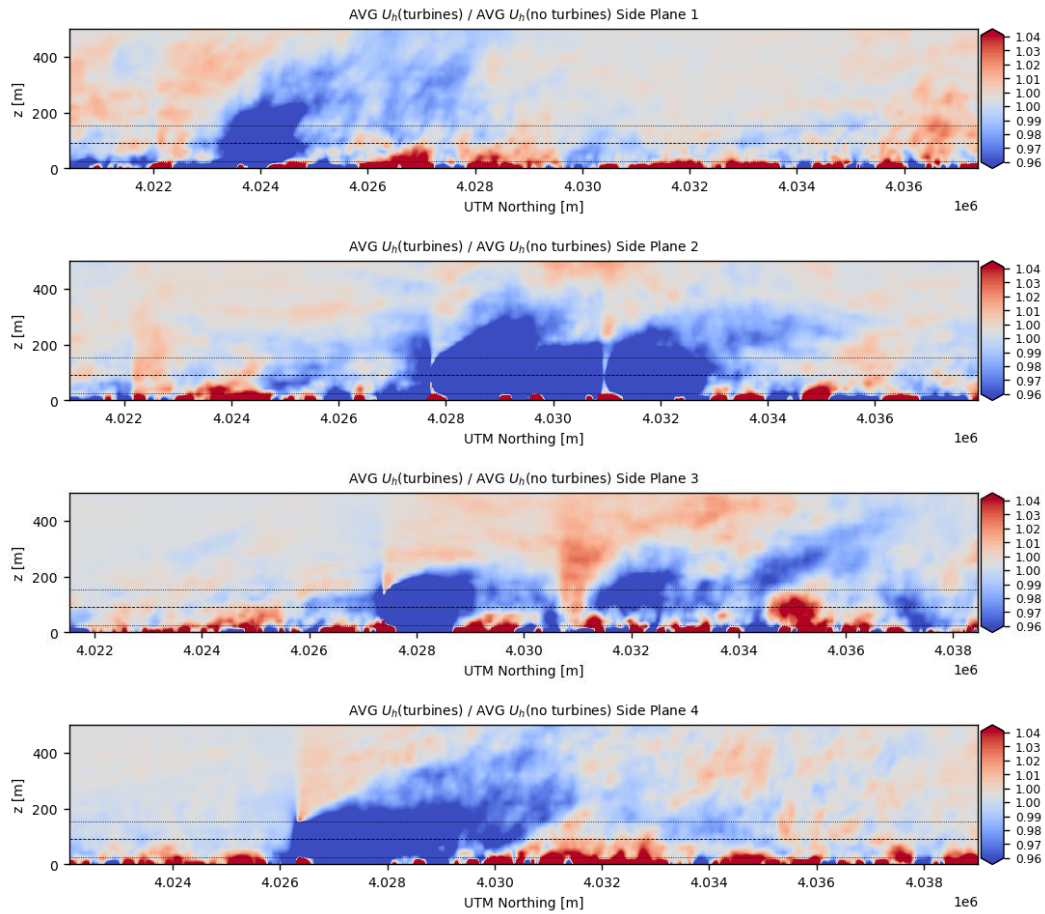 AVG U_h(turbines) / AVG U_h(no turbines) Side Plane 1
z [m]
400
200
0
4.022 4.024 4.026 4.028 4.030 4.032 4.034 4.036
1e6
UTM Northing [m]
1.04
1.03
1.02
1.01
1.00
0.99
0.98
0.97
0.96
AVG U_h(turbines) / AVG U_h(no turbines) Side Plane 2
z [m]
400
200
0
4.022 4.024 4.026 4.028 4.030 4.032 4.034 4.036
1e6
UTM Northing [m]
1.04
1.03
1.02
1.01
1.00
0.99
0.98
0.97
0.96
AVG U_h(turbines) / AVG U_h(no turbines) Side Plane 3
z [m]
400
200
0
4.022 4.024 4.026 4.028 4.030 4.032 4.034 4.036 4.038
1e6
UTM Northing [m]
1.04
1.03
1.02
1.01
1.00
0.99
0.98
0.97
0.96
AVG U_h(turbines) / AVG U_h(no turbines) Side Plane 4
z [m]
400
200
0
4.024 4.026 4.028 4.030 4.032 4.034 4.036 4.038
1e6
UTM Northing [m]
1.04
1.03
1.02
1.01
1.00
0.99
0.98
0.97
0.96